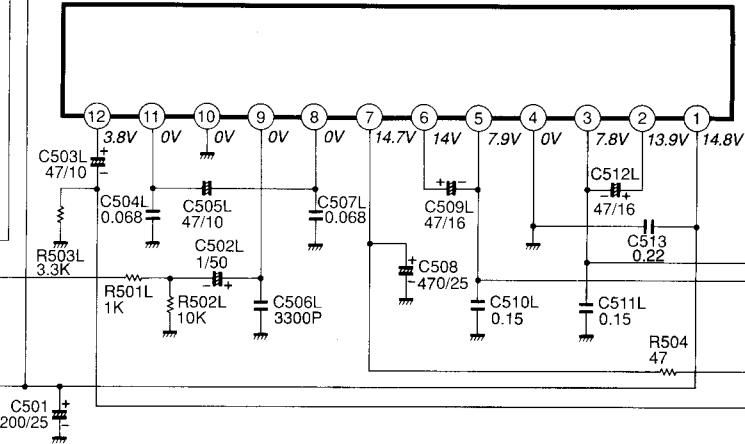 12 11 10 9 8 7 6 5 4 3 2 1
3.8V 0V 0V 0V 0V 14.7V 14V 7.9V 0V 7.8V 13.9V 14.8V
C503L
47/10
C504L
0.068
C505L
47/10
C507L
0.068
+ −
C509L
47/16
C512L
− +
47/16
R503L
3.3K
C502L
1/50
− +
C513
0.22
R501L
1K
R502L
10K
C506L
3300P
+
C508
− 470/25
C510L
0.15
C511L
0.15
R504
47
C501
200/25
+
−